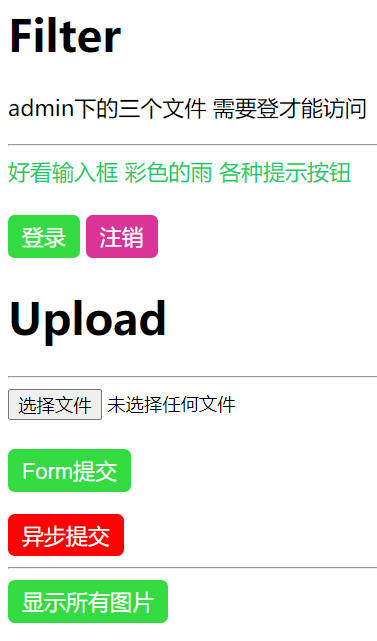 Filter
admin下的三个文件 需要登才能访问
好看输入框 彩色的雨 各种提示按钮
登录 注销
Upload
选择文件 未选择任何文件
Form提交
异步提交
显示所有图片